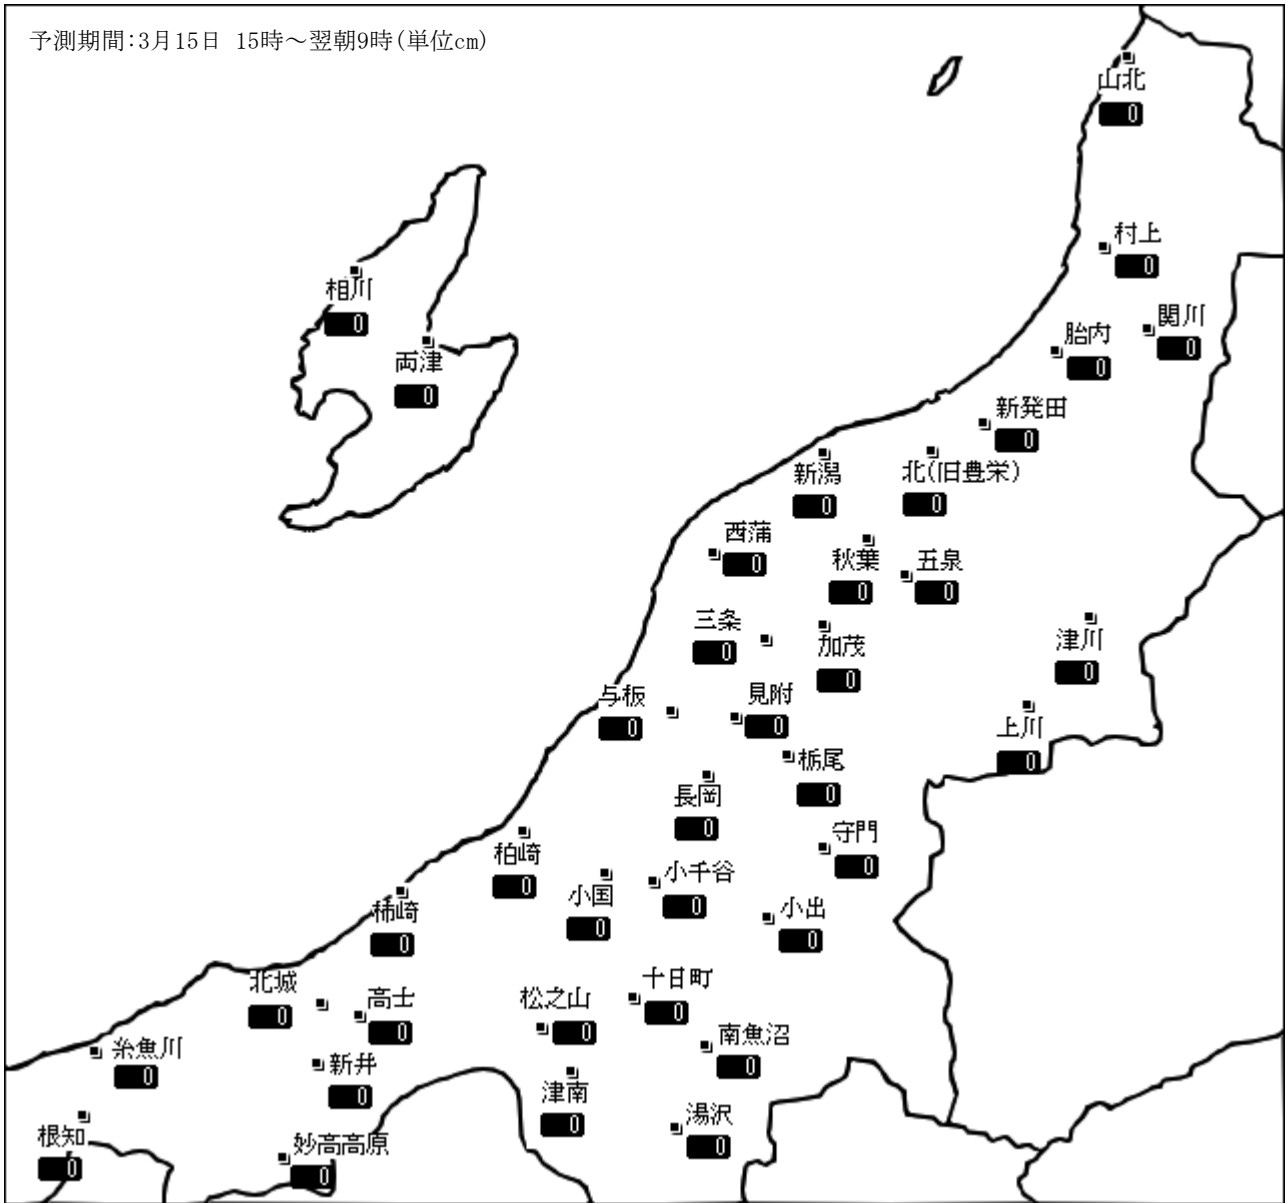 予測期間:3月15日 15時～翌朝9時(単位cm)
山北
0
村上
0
相川
0
関川
0
胎内
0
両津
0
新発田
0
新潟
0
北(旧豊栄)
0
西蒲
0
秋葉
0
五泉
0
三条
0
加茂
0
津川
0
与板
0
見附
0
上川
0
栃尾
0
長岡
0
守門
0
柏崎
0
小千谷
0
小国
0
柿崎
0
小出
0
北城
0
高士
0
松之山
0
十日町
0
糸魚川
0
新井
0
南魚沼
0
津南
0
湯沢
0
根知
0
妙高高原
0